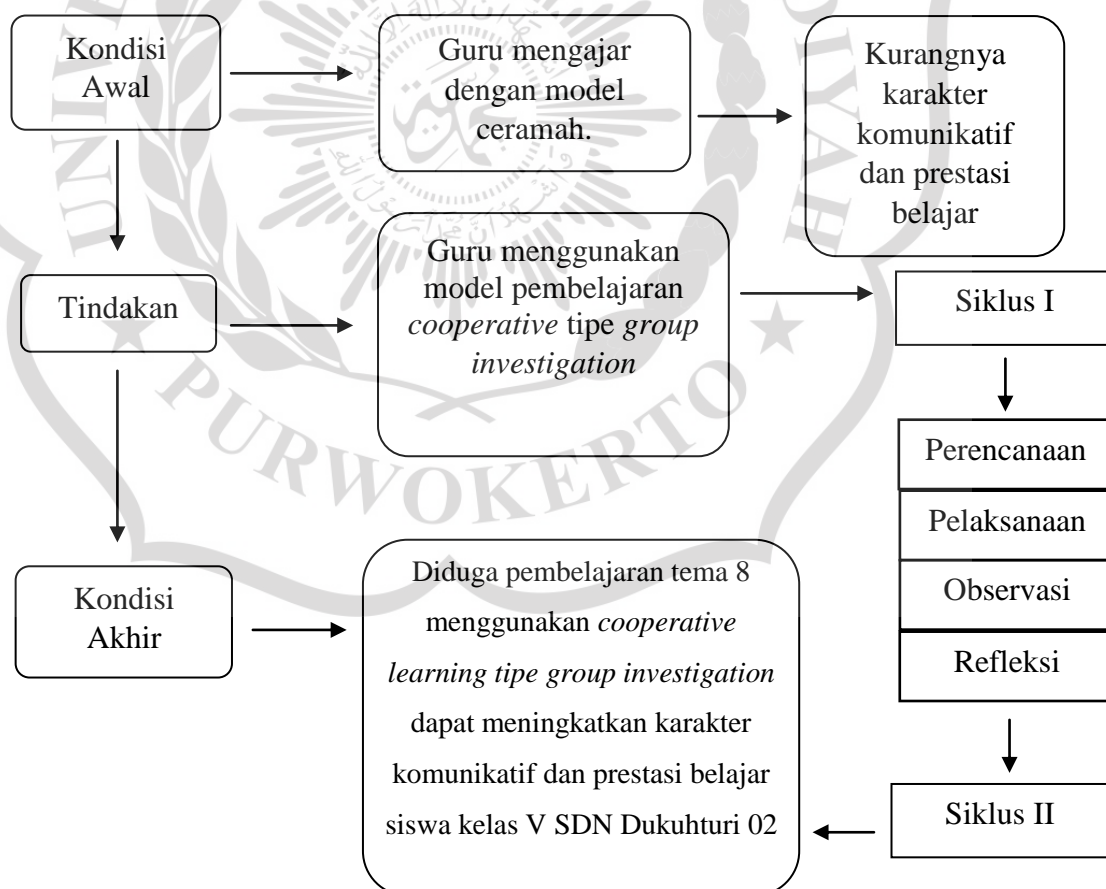 Kondisi
Awal
Guru mengajar
dengan model
ceramah.
Kurangnya
karakter
komunikatif
dan prestasi
belajar
Tindakan
Guru menggunakan
model pembelajaran
cooperative tipe group
investigation
Siklus I
Perencanaan
Pelaksanaan
Observasi
Refleksi
Siklus II
Kondisi
Akhir
Diduga pembelajaran tema 8
menggunakan cooperative
learning tipe group investigation
dapat meningkatkan karakter
komunikatif dan prestasi belajar
siswa kelas V SDN Dukuhturi 02
PURWOKERTO